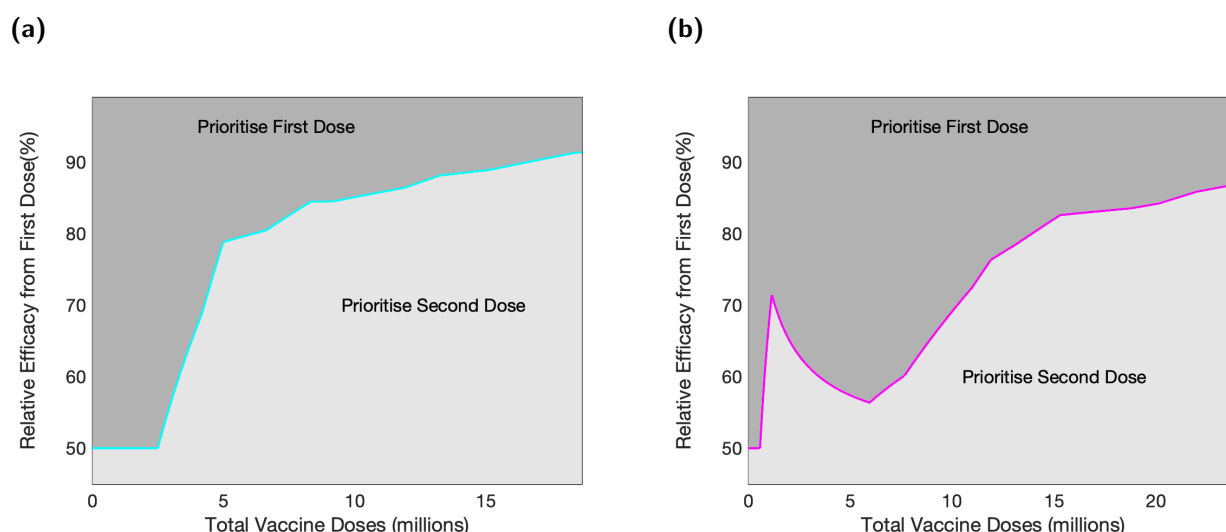 (a)
Relative Efficacy from First Dose(%)
90
80
70
60
50
Prioritise First Dose
Prioritise Second Dose
0
5
10
15
Total Vaccine Doses (millions)
(b)
Relative Efficacy from First Dose(%)
90
80
70
60
50
Prioritise First Dose
Prioritise Second Dose
0
5
10
15
20
Total Vaccine Doses (millions)